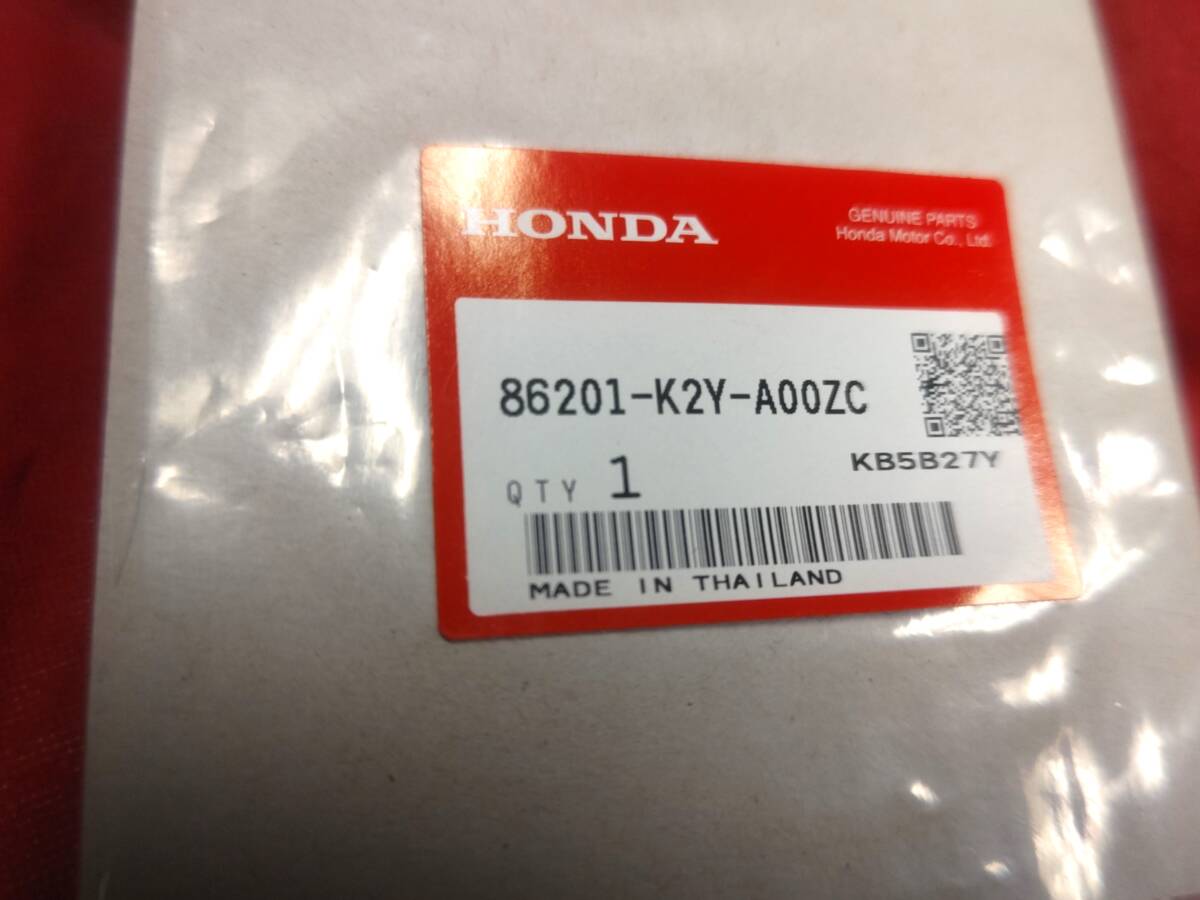 HONDA
GENUINE PARTS
Honda Motor Co., Ltd.
86201-K2Y-A00ZC
KB5B27Y
QTY 1
MADE IN THAILAND